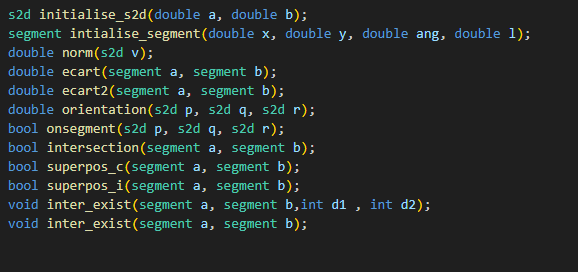 s2d initialise_s2d(double a, double b);
segment intialise_segment(double x, double y, double ang, double l);
double norm(s2d v);
double ecart(segment a, segment b);
double ecart2(segment a, segment b);
double orientation(s2d p, s2d q, s2d r);
bool onsegment(s2d p, s2d q, s2d r);
bool intersection(segment a, segment b);
bool superpos_c(segment a, segment b);
bool superpos_i(segment a, segment b);
void inter_exist(segment a, segment b,int d1 , int d2);
void inter_exist(segment a, segment b);